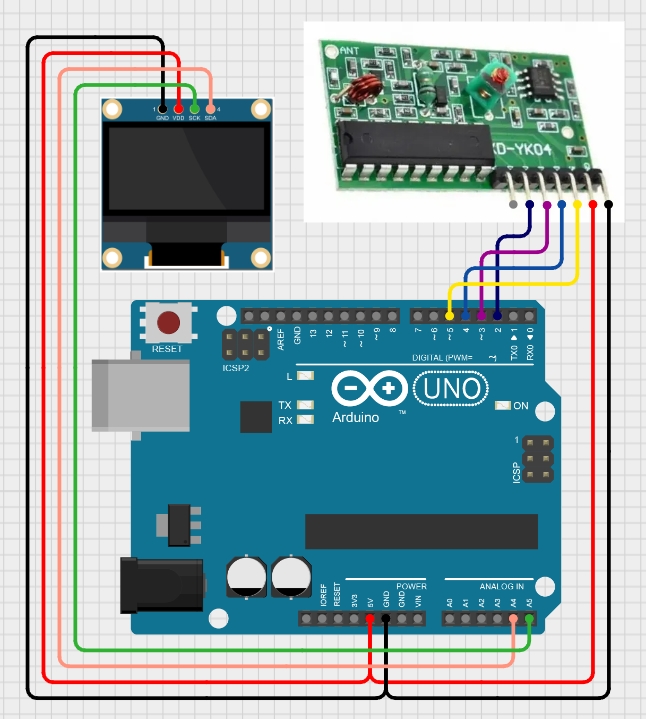 ANT
XD-YK04
1 GND VDD SCK SDA 4
RESET
ICSP2
AREF
GND
13
12
~ 11
~ 10
~ 9
8
7
~ 6
~ 5
4
~ 3
2
TX0 ▶ 1
RX0 ◀ 0
DIGITAL (PWM= ~)
L
TX
RX
UNO
Arduino
™
ON
1
ICSP
POWER
ANALOG IN
IOREF
RESET
3V3
5V
GND
GND
VIN
A0
A1
A2
A3
A4
A5